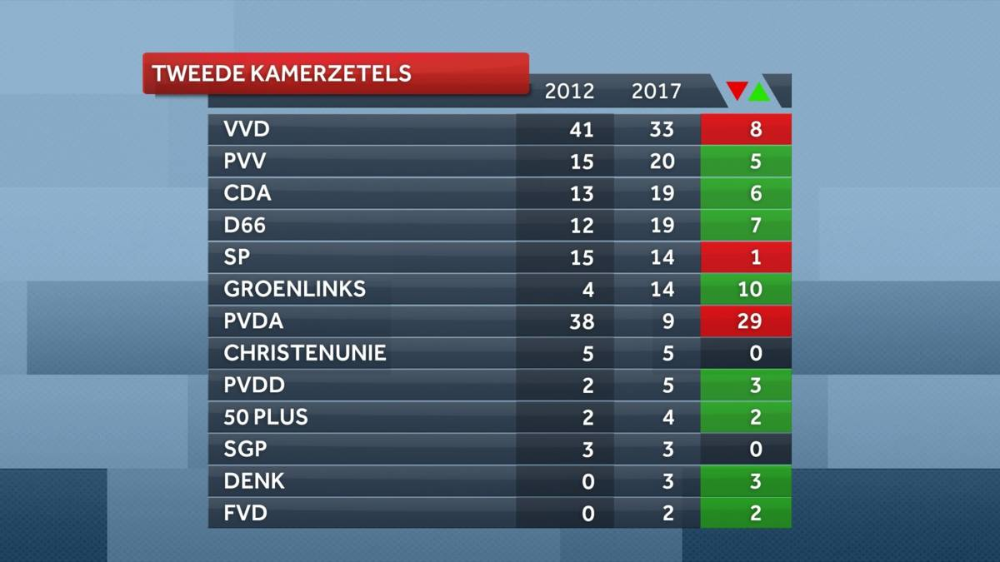 TWEEDE KAMERZETELS
2012 2017
VVD 41 33 8
PVV 15 20 5
CDA 13 19 6
D66 12 19 7
SP 15 14 1
GROENLINKS 4 14 10
PVDA 38 9 29
CHRISTENUNIE 5 5 0
PVDD 2 5 3
50 PLUS 2 4 2
SGP 3 3 0
DENK 0 3 3
FVD 0 2 2